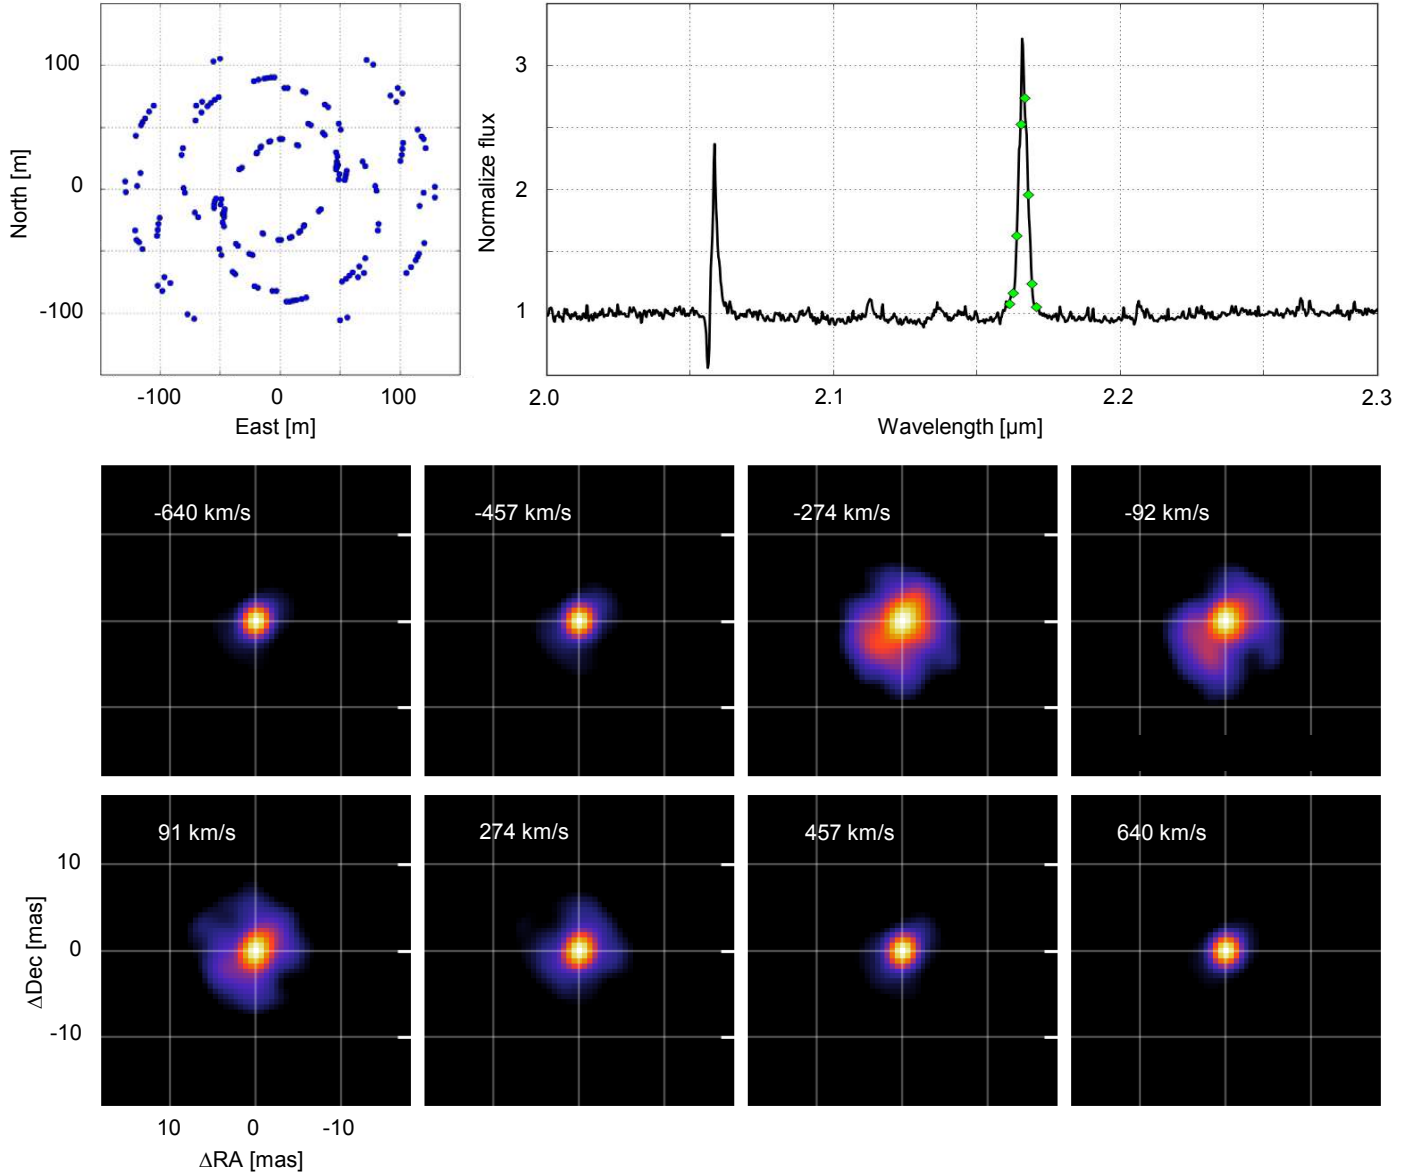 100
0
-100
North [m]
-100 0 100
East [m]
3
2
1
Normalize flux
2.0 2.1 2.2 2.3
Wavelength [µm]
-640 km/s -457 km/s -274 km/s -92 km/s
91 km/s 274 km/s 457 km/s 640 km/s
10
0
-10
ΔDec [mas]
10 0 -10
ΔRA [mas]